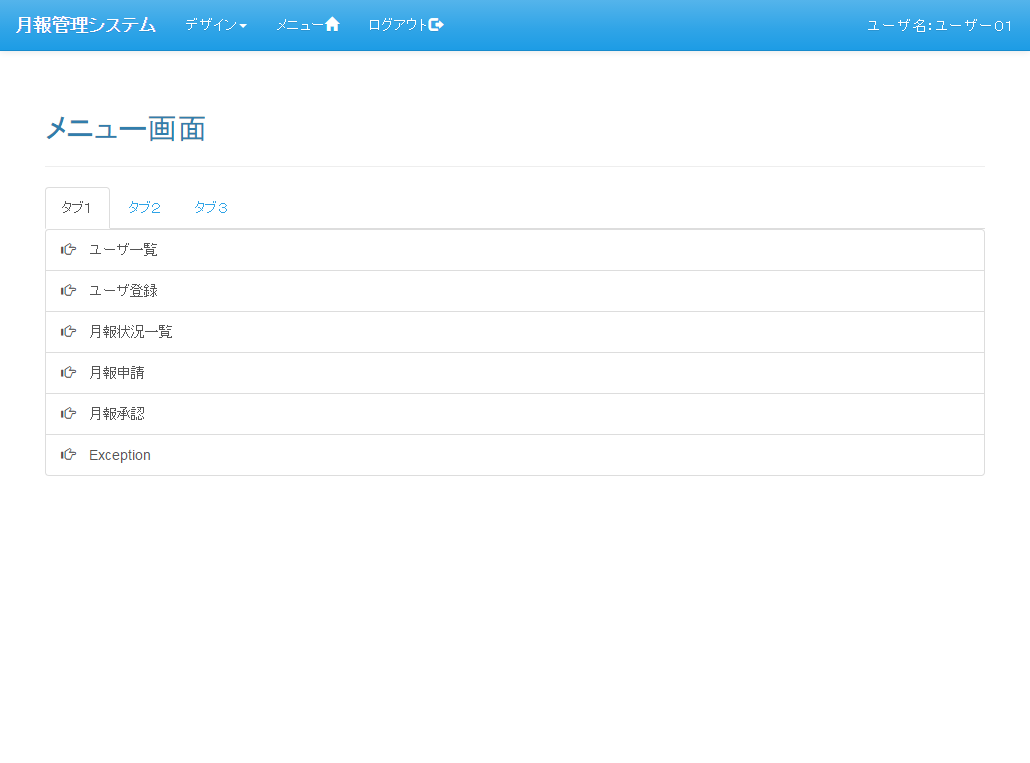 月報管理システム デザイン メニュー ログアウト ユーザ名:ユーザー01
メニュー画面
タブ1 タブ2 タブ3
ユーザ一覧
ユーザ登録
月報状況一覧
月報申請
月報承認
Exception